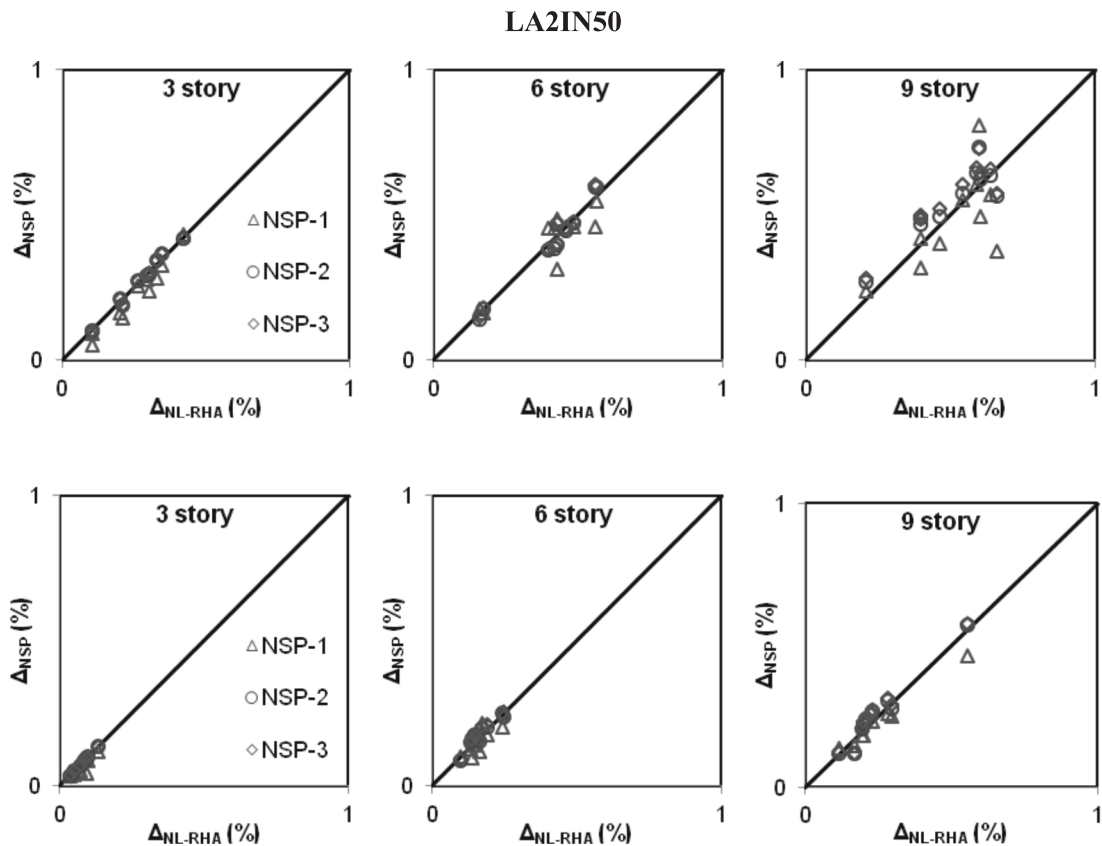 LA2IN50
1
3 story
ΔNSP (%)
NSP-1
NSP-2
NSP-3
0
0
1
ΔNL-RHA (%)
1
6 story
ΔNSP (%)
0
0
1
ΔNL-RHA (%)
1
9 story
ΔNSP (%)
0
0
1
ΔNL-RHA (%)
1
3 story
ΔNSP (%)
NSP-1
NSP-2
NSP-3
0
0
1
ΔNL-RHA (%)
1
6 story
ΔNSP (%)
0
0
1
ΔNL-RHA (%)
1
9 story
ΔNSP (%)
0
0
1
ΔNL-RHA (%)